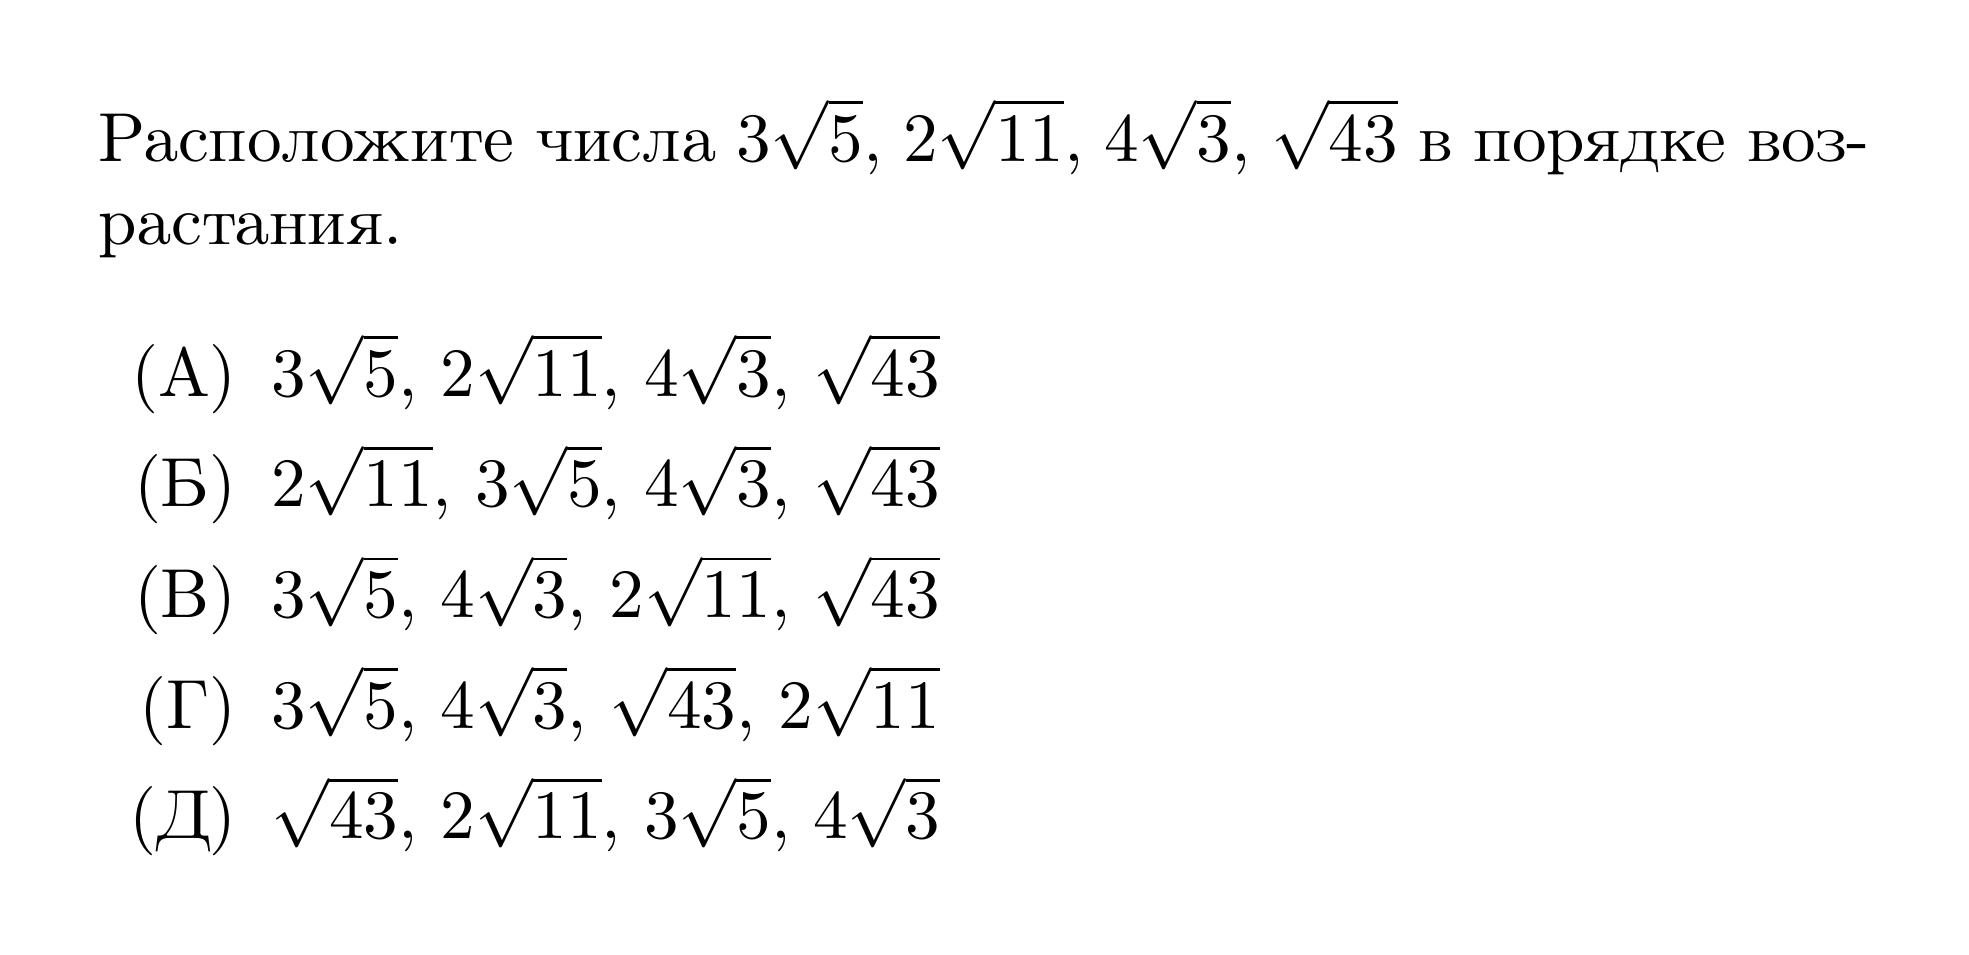 Расположите числа 3√5, 2√11, 4√3, √43 в порядке воз-
растания.
(А) 3√5, 2√11, 4√3, √43
(Б) 2√11, 3√5, 4√3, √43
(В) 3√5, 4√3, 2√11, √43
(Г) 3√5, 4√3, √43, 2√11
(Д) √43, 2√11, 3√5, 4√3